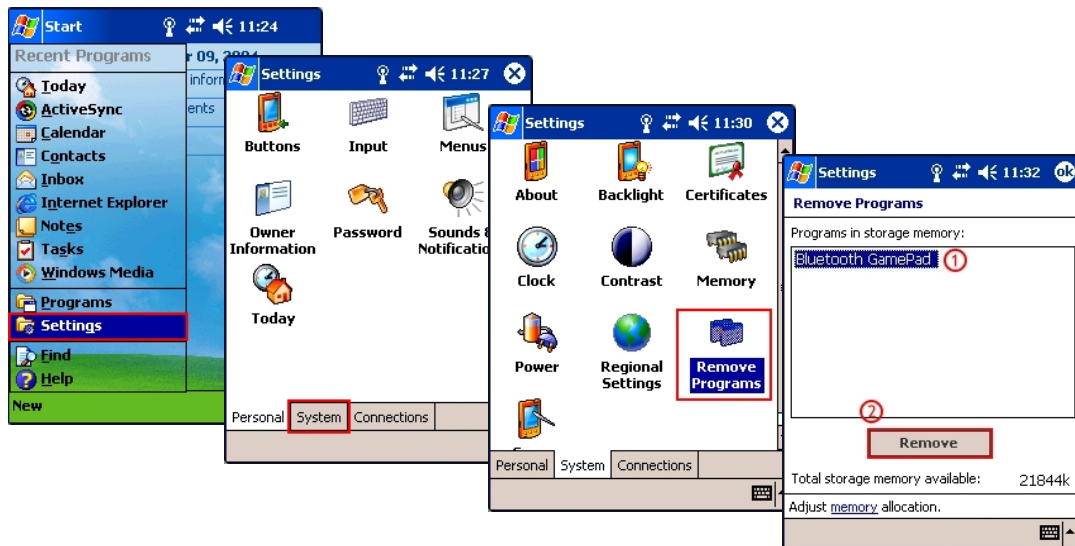 Start 11:24
Recent Programs
r 09, 2004
Today
inforn
ActiveSync
ents
Calendar
Contacts
Inbox
Internet Explorer
Notes
Tasks
Windows Media
Programs
Settings
Find
Help
New
Settings 11:27
Buttons Input Menus
Owner Information
Password
Sounds &
Notificatio
Today
Personal System Connections
Settings 11:30
About Backlight Certificates
Clock Contrast Memory
Power
Regional Settings
Remove Programs
Personal System Connections
Settings 11:32 ok
Remove Programs
Programs in storage memory:
Bluetooth GamePad 1
2
Remove
Total storage memory available: 21844k
Adjust memory allocation.